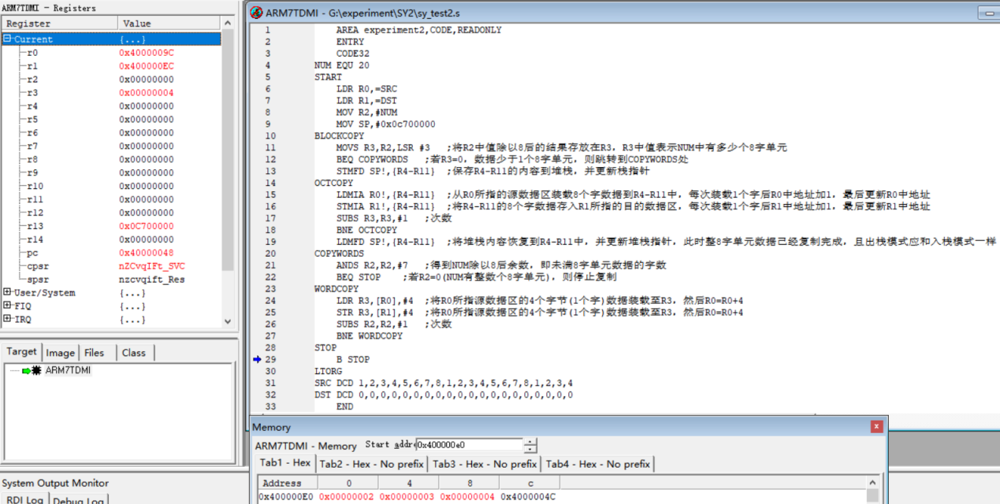 ARM7TDMI - Registers
Register Value
Current {...}
r0 0x4000009C
r1 0x400000EC
r2 0x00000000
r3 0x00000004
r4 0x00000000
r5 0x00000000
r6 0x00000000
r7 0x00000000
r8 0x00000000
r9 0x00000000
r10 0x00000000
r11 0x00000000
r12 0x00000000
r13 0x0C700000
r14 0x00000000
pc 0x40000048
cpsr nZCvqIFt_SVC
spsr nzcvqift_Res
User/System {...}
FIQ {...}
IRQ {...}
Target Image Files Class
ARM7TDMI
System Output Monitor
RDI Log Debug Log
ARM7TDMI - G:\experiment\SY2\sy_test2.s
1 AREA experiment2,CODE,READONLY
2 ENTRY
3 CODE32
4 NUM EQU 20
5 START
6 LDR R0,=SRC
7 LDR R1,=DST
8 MOV R2,#NUM
9 MOV SP,#0x0c700000
10 BLOCKCOPY
11 MOVS R3,R2,LSR #3 ;将R2中值除以8后的结果存放在R3，R3中值表示NUM中有多少个8字单元
12 BEQ COPYWORDS ;若R3=0，数据少于1个8字单元，则跳转到COPYWORDS处
13 STMFD SP!,{R4-R11} ;保存R4-R11的内容到堆栈，并更新栈指针
14 OCTCOPY
15 LDMIA R0!,{R4-R11} ;从R0所指的源数据区装载8个字数据到R4-R11中，每次装载1个字后R0中地址加1，最后更新R0中地址
16 STMIA R1!,{R4-R11} ;将R4-R11的8个字数据存入R1所指的目的数据区，每次装载1个字后R1中地址加1，最后更新R1中地址
17 SUBS R3,R3,#1 ;次数
18 BNE OCTCOPY
19 LDMFD SP!,{R4-R11} ;将堆栈内容恢复到R4-R11中，并更新堆栈指针，此时整8字单元数据已经复制完成，且出栈模式应和入栈模式一样
20 COPYWORDS
21 ANDS R2,R2,#7 ;得到NUM除以8后余数，即未满8字单元数据的字数
22 BEQ STOP ;若R2=0(NUM有整数个8字单元)，则停止复制
23 WORDCOPY
24 LDR R3,[R0],#4 ;将R0所指源数据区的4个字节(1个字)数据装载至R3，然后R0=R0+4
25 STR R3,[R1],#4 ;将R0所指源数据区的4个字节(1个字)数据装载至R3，然后R0=R0+4
26 SUBS R2,R2,#1 ;次数
27 BNE WORDCOPY
28 STOP
29 B STOP
30 LTORG
31 SRC DCD 1,2,3,4,5,6,7,8,1,2,3,4,5,6,7,8,1,2,3,4
32 DST DCD 0,0,0,0,0,0,0,0,0,0,0,0,0,0,0,0,0,0,0,0
33 END
Memory
ARM7TDMI - Memory Start addr 0x400000e0
Tab1 - Hex Tab2 - Hex - No prefix Tab3 - Hex - No prefix Tab4 - Hex - No prefix
Address 0 4 8 c
0x400000E0 0x00000002 0x00000003 0x00000004 0x4000004C